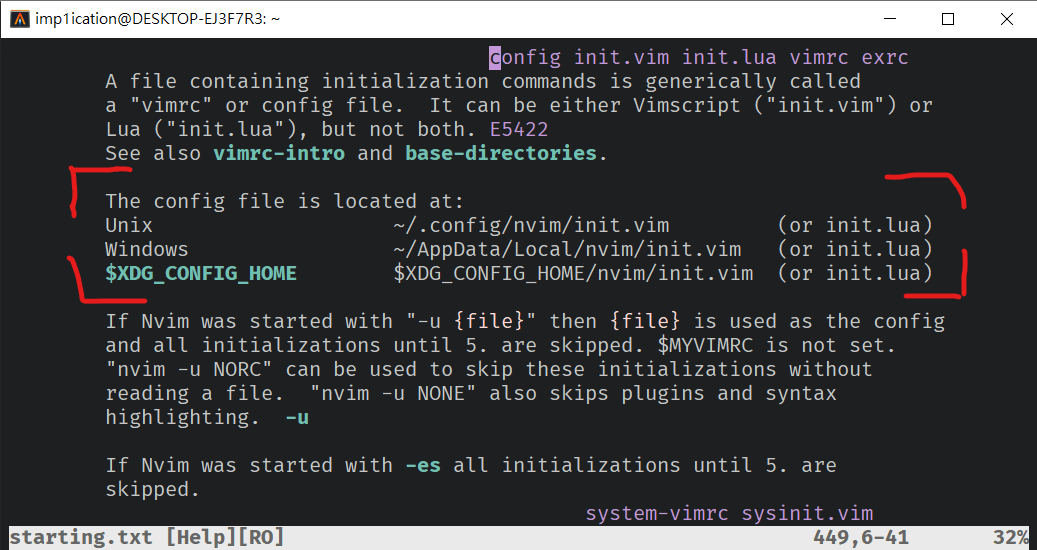 imp1ication@DESKTOP-EJ3F7R3: ~
config init.vim init.lua vimrc exrc
A file containing initialization commands is generically called
a "vimrc" or config file.  It can be either Vimscript ("init.vim") or
Lua ("init.lua"), but not both. E5422
See also vimrc-intro and base-directories.
The config file is located at:
Unix                    ~/.config/nvim/init.vim         (or init.lua)
Windows                 ~/AppData/Local/nvim/init.vim   (or init.lua)
$XDG_CONFIG_HOME        $XDG_CONFIG_HOME/nvim/init.vim  (or init.lua)
If Nvim was started with "-u {file}" then {file} is used as the config
and all initializations until 5. are skipped. $MYVIMRC is not set.
"nvim -u NORC" can be used to skip these initializations without
reading a file.  "nvim -u NONE" also skips plugins and syntax
highlighting.  -u
If Nvim was started with -es all initializations until 5. are
skipped.
system-vimrc sysinit.vim
starting.txt [Help][RO] 449,6-41 32%